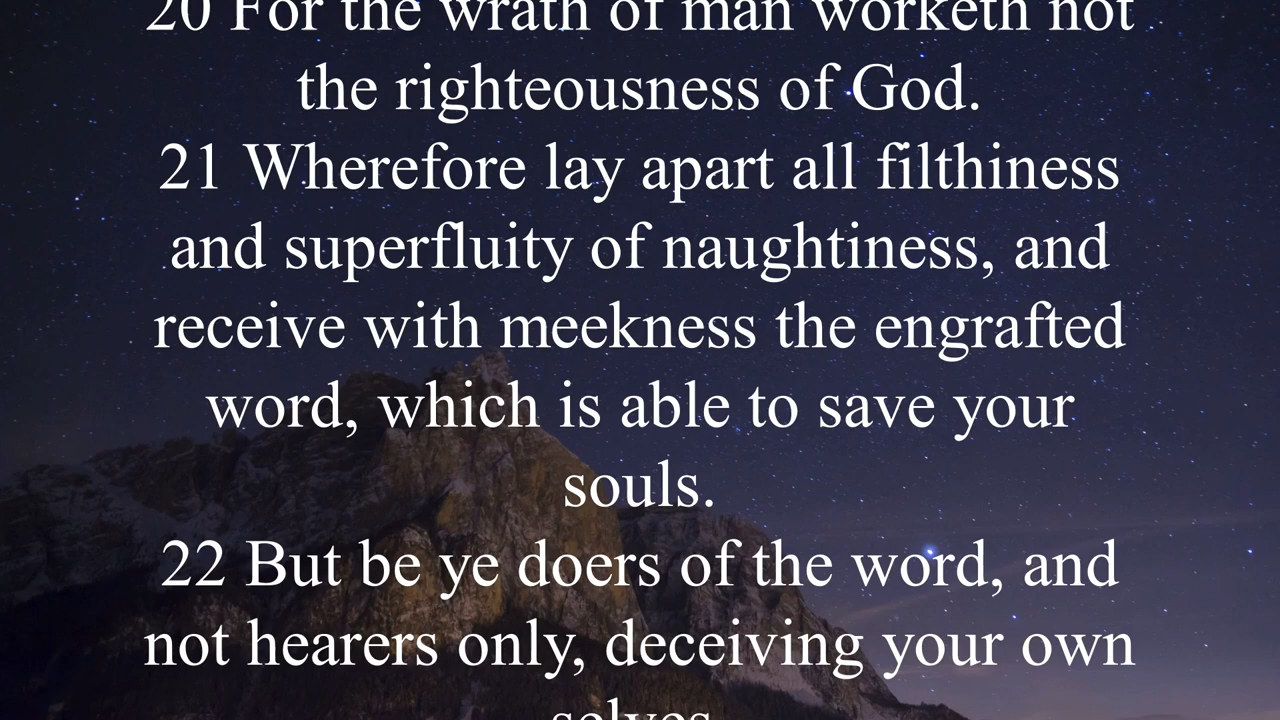 20 For the wrath of man worketh not
the righteousness of God.
21 Wherefore lay apart all filthiness
and superfluity of naughtiness, and
receive with meekness the engrafted
word, which is able to save your
souls.
22 But be ye doers of the word, and
not hearers only, deceiving your own
selves.